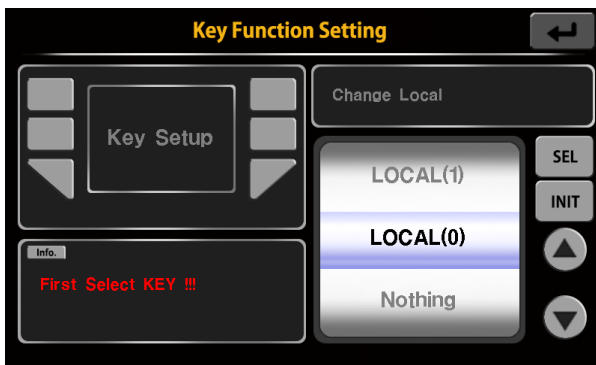 Key Function Setting
Key Setup
Change Local
LOCAL(1)
LOCAL(0)
Nothing
SEL
INIT
Info.
First Select KEY !!!